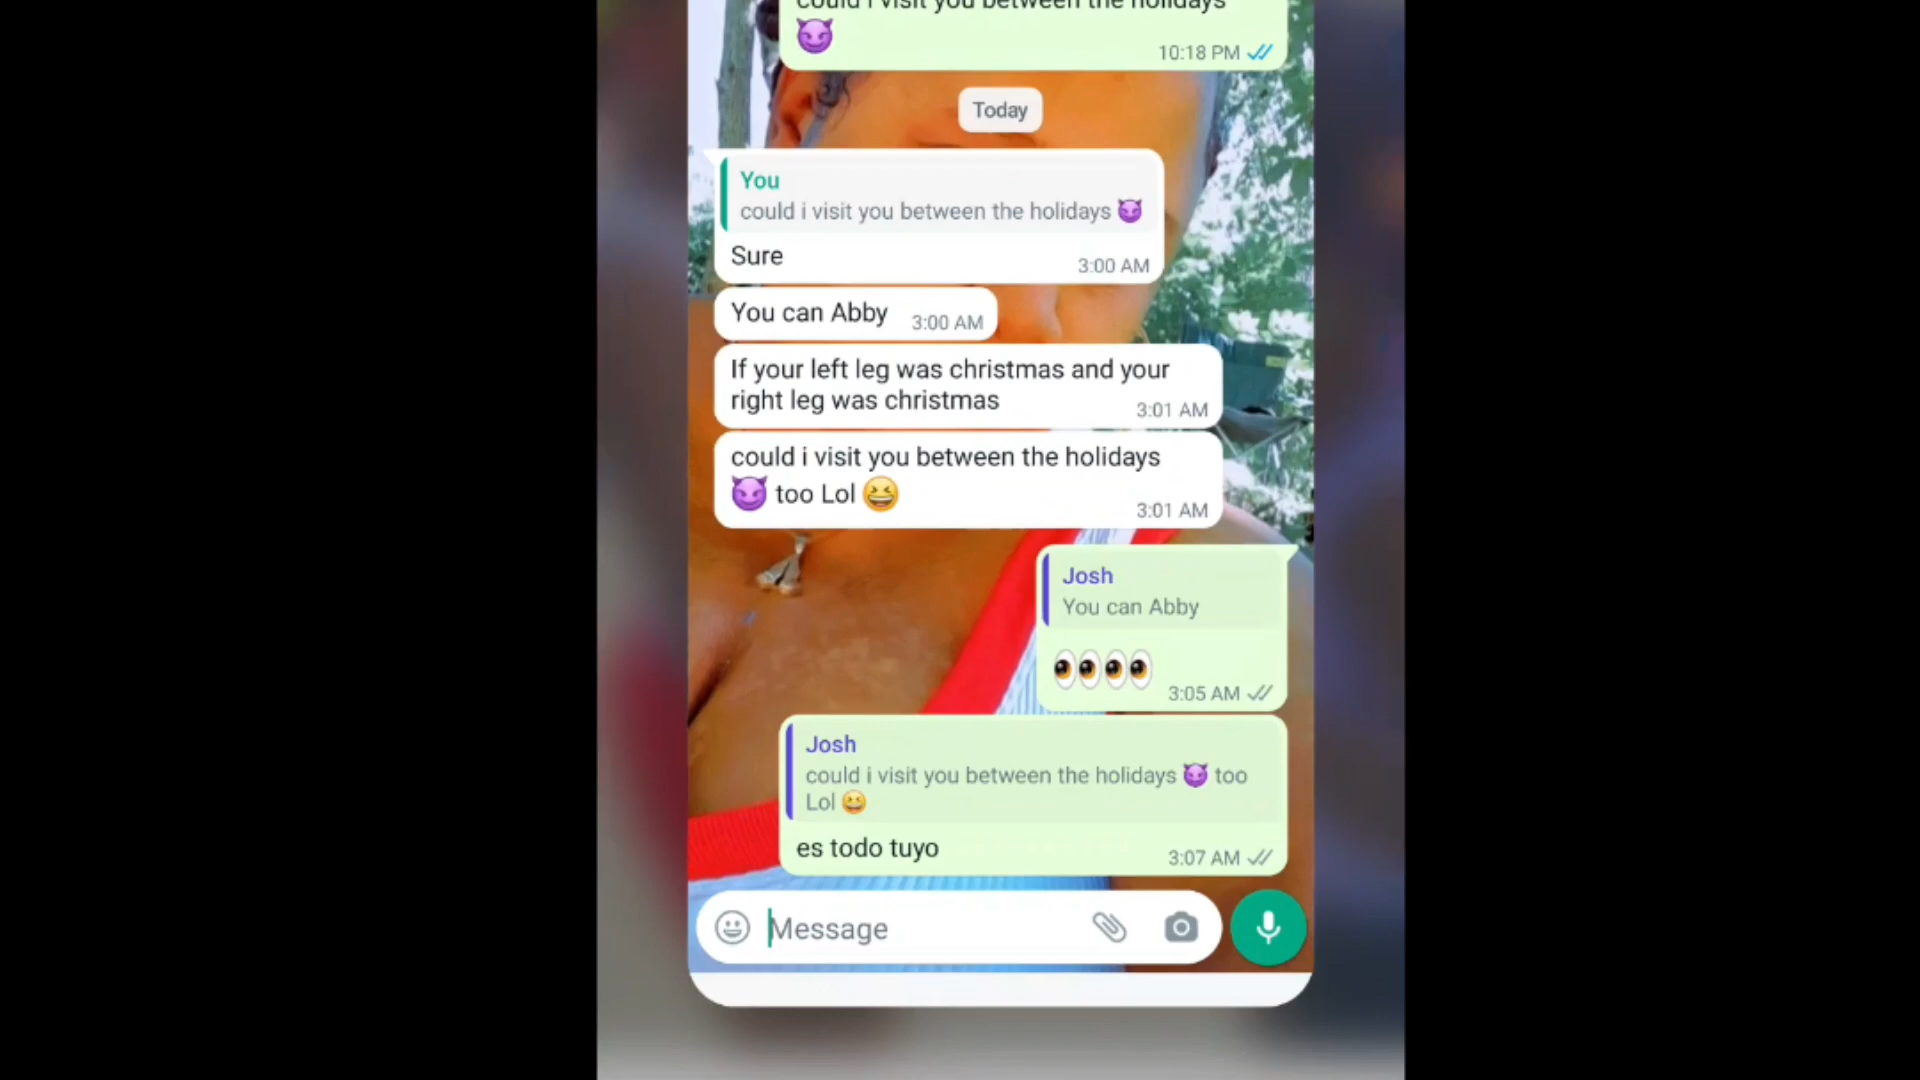 could i visit you between the holidays
😈
10:18 PM
Today
You
could i visit you between the holidays 😈
Sure
3:00 AM
You can Abby 3:00 AM
If your left leg was christmas and your
right leg was christmas
3:01 AM
could i visit you between the holidays
😈 too Lol 😆
3:01 AM
Josh
You can Abby
👀👀
3:05 AM
Josh
could i visit you between the holidays 😈 too
Lol 😆
es todo tuyo
3:07 AM
Message